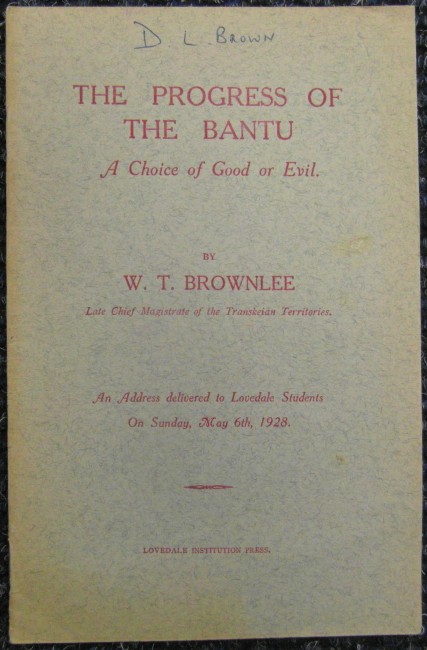 D. L. BROWN
THE PROGRESS OF
THE BANTU
A Choice of Good or Evil.
BY
W. T. BROWNLEE
Late Chief Magistrate of the Transkeian Territories.
An Address delivered to Lovedale Students
On Sunday, May 6th, 1928.
LOVEDALE INSTITUTION PRESS.